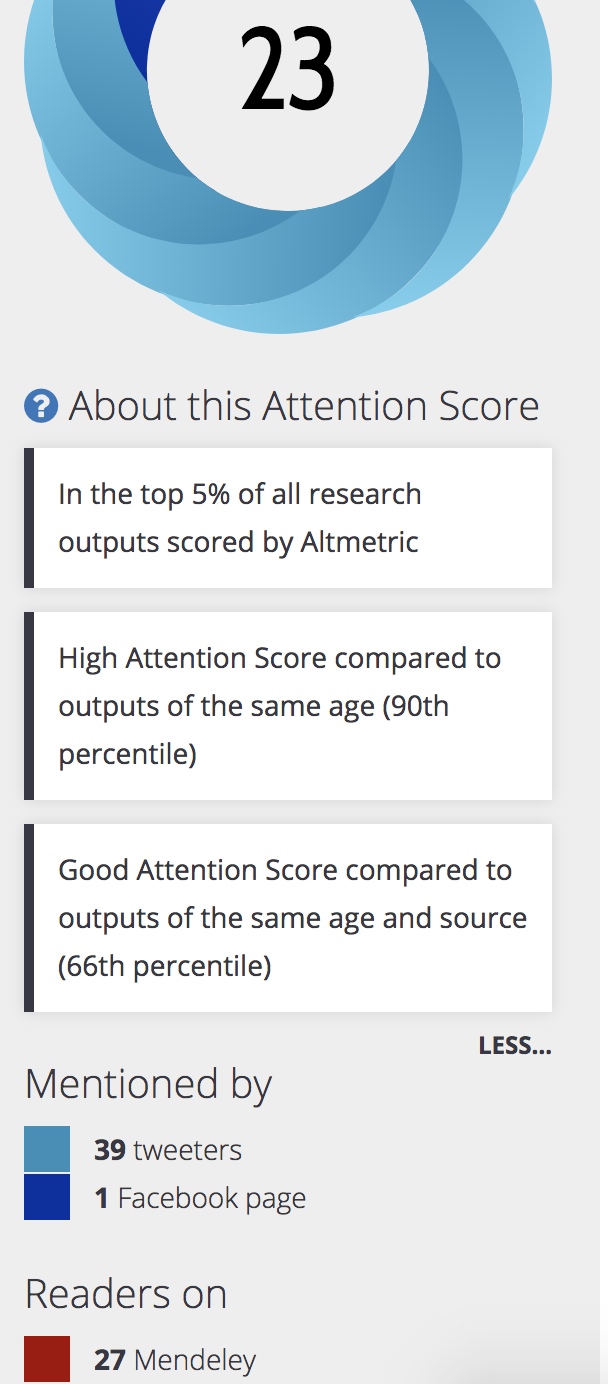 23
? About this Attention Score
In the top 5% of all research
outputs scored by Altmetric
High Attention Score compared to
outputs of the same age (90th
percentile)
Good Attention Score compared to
outputs of the same age and source
(66th percentile)
LESS...
Mentioned by
39 tweeters
1 Facebook page
Readers on
27 Mendeley